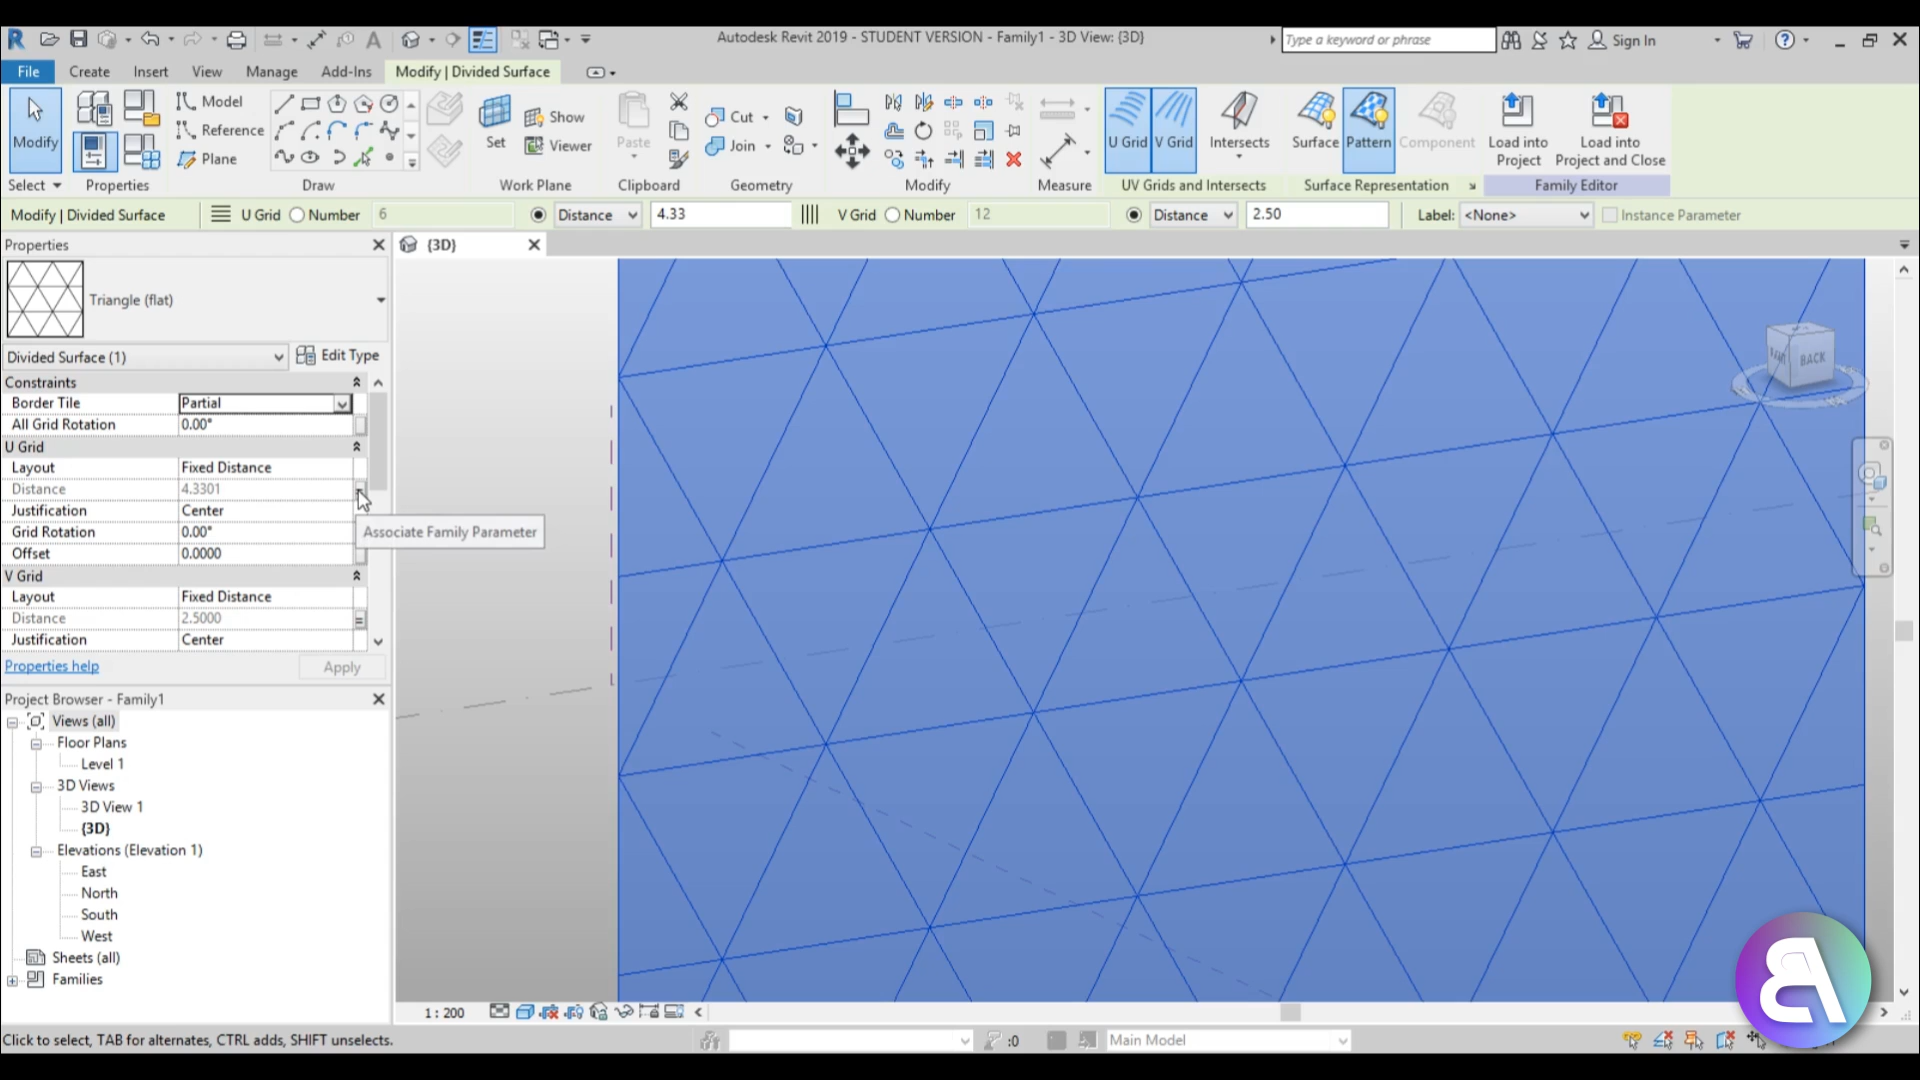 Autodesk Revit 2019 - STUDENT VERSION - Family1 - 3D View: {3D}
Type a keyword or phrase
Sign In
File Create Insert View Manage Add-Ins Modify | Divided Surface
Modify
Model
Reference
Plane
Set
Show
Viewer
Paste
Cut
Join
U Grid V Grid Intersects
Surface Pattern Component
Load into Project
Load into Project and Close
Select Properties Draw Work Plane Clipboard Geometry Modify Measure UV Grids and Intersects Surface Representation Family Editor
Modify | Divided Surface U Grid Number 6 Distance 4.33 V Grid Number 12 Distance 2.50 Label: <None> Instance Parameter
Properties
{3D}
Triangle (flat)
Divided Surface (1) Edit Type
Constraints
Border Tile Partial
All Grid Rotation 0.00°
U Grid
Layout Fixed Distance
Distance 4.3301
Justification Center
Grid Rotation 0.00°
Offset 0.0000
Associate Family Parameter
V Grid
Layout Fixed Distance
Distance 2.5000
Justification Center
Properties help Apply
BACK
Project Browser - Family1
Views (all)
Floor Plans
Level 1
3D Views
3D View 1
{3D}
Elevations (Elevation 1)
East
North
South
West
Sheets (all)
Families
1 : 200
Click to select, TAB for alternates, CTRL adds, SHIFT unselects.
:0
Main Model